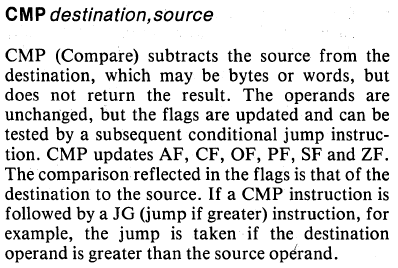 CMP destination,source
CMP (Compare) subtracts the source from the
destination, which may be bytes or words, but
does not return the result. The operands are
unchanged, but the flags are updated and can be
tested by a subsequent conditional jump instruc-
tion. CMP updates AF, CF, OF, PF, SF and ZF.
The comparison reflected in the flags is that of the
destination to the source. If a CMP instruction is
followed by a JG (jump if greater) instruction, for
example, the jump is taken if the destination
operand is greater than the source operand.